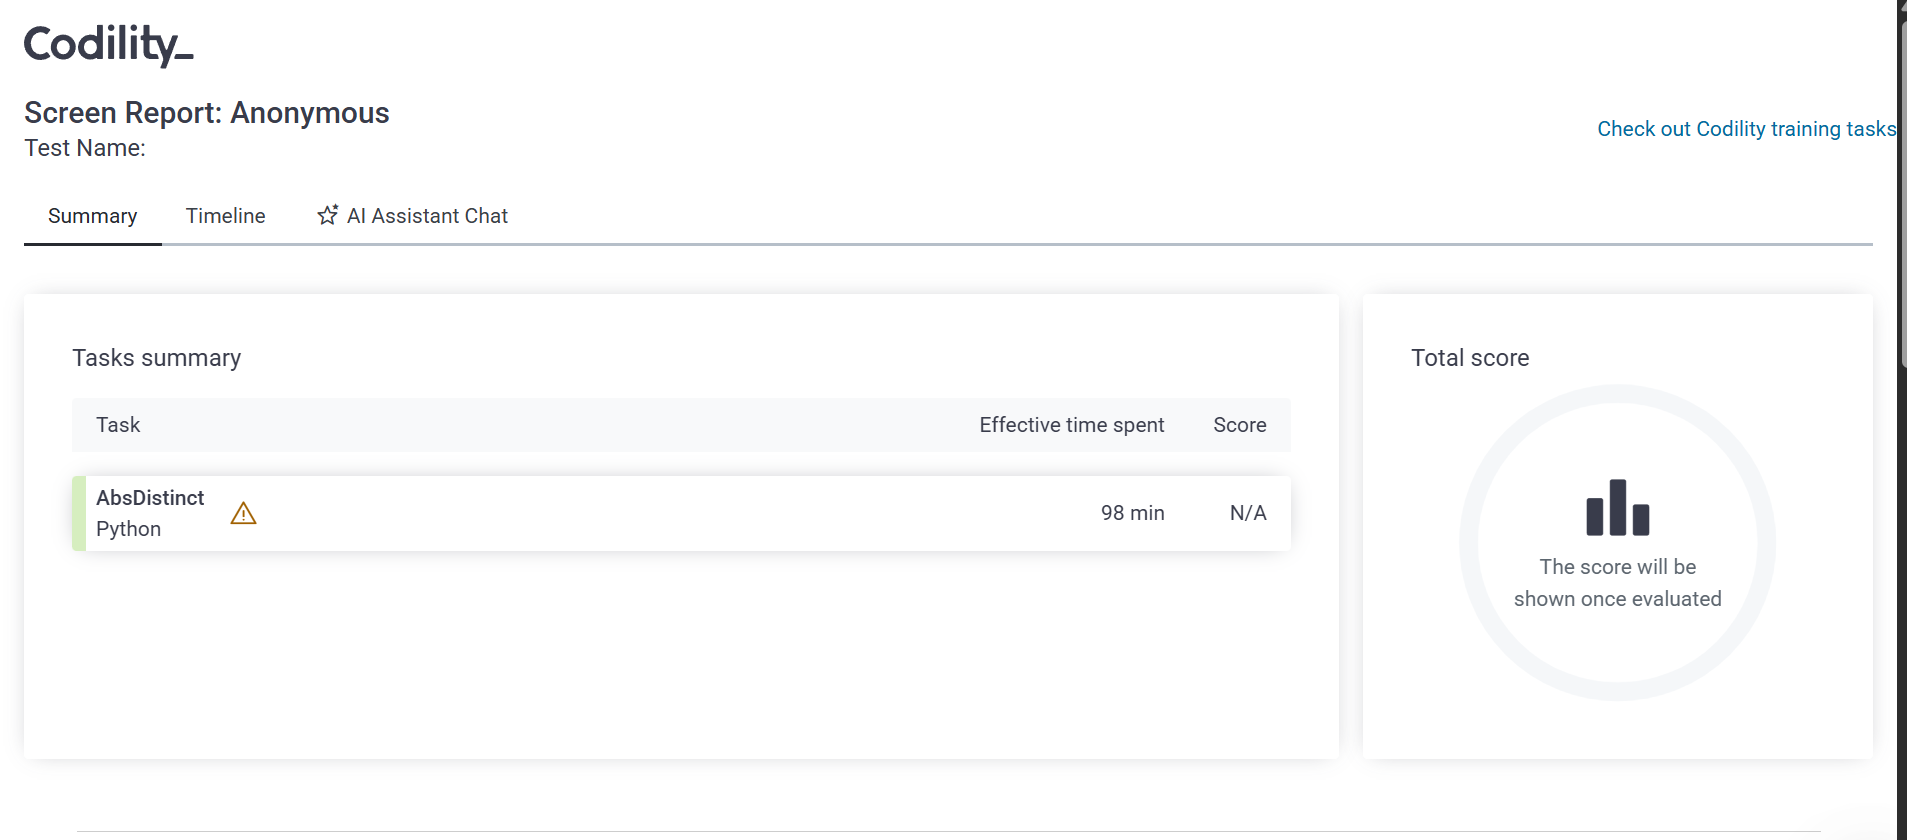 Codility_
Screen Report: Anonymous
Test Name:
Check out Codility training tasks
Summary
Timeline
AI Assistant Chat
Tasks summary
Task
Effective time spent
Score
AbsDistinct
Python
98 min
N/A
Total score
The score will be
shown once evaluated